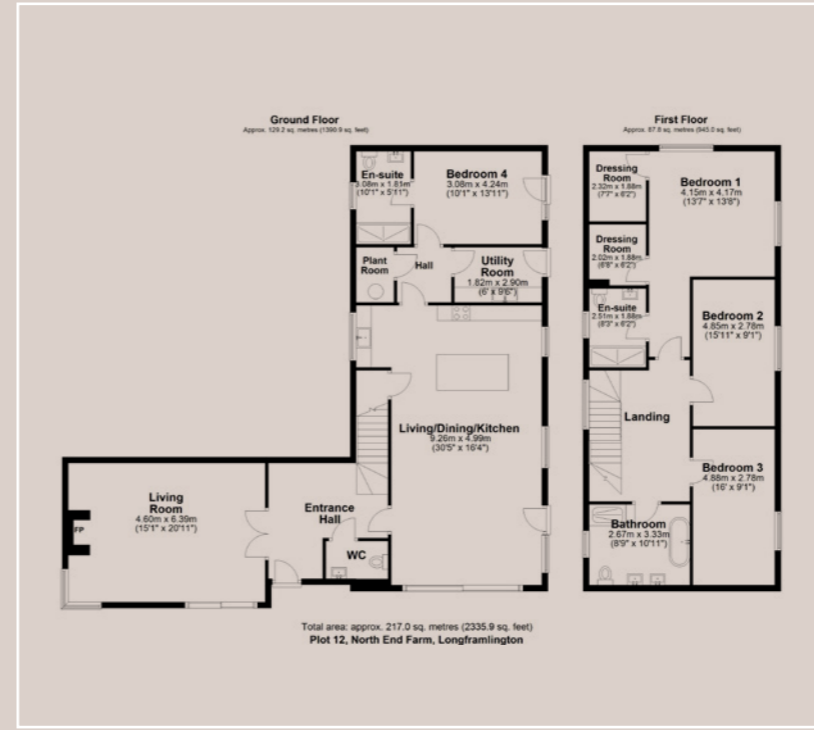 Ground Floor
Approx. 129.2 sq. metres (1390.9 sq. feet)
En-suite
3.08m x 1.81m
(10'1" x 5'11")
Bedroom 4
3.08m x 4.24m
(10'1" x 13'11")
Plant
Room
Hall
Utility
Room
1.82m x 2.90m
(6' x 9'6")
Living/Dining/Kitchen
9.26m x 4.99m
(30'5" x 16'4")
Living
Room
4.60m x 6.39m
(15'1" x 20'11")
FP
Entrance
Hall
WC
First Floor
Approx. 87.8 sq. metres (945.0 sq. feet)
Dressing
Room
2.32m x 1.88m
(7'7" x 6'2")
Bedroom 1
4.15m x 4.17m
(13'7" x 13'8")
Dressing
Room
2.02m x 1.88m
(6'8" x 6'2")
En-suite
2.51m x 1.88m
(8'3" x 6'2")
Bedroom 2
4.85m x 2.78m
(15'11" x 9'1")
Landing
Bedroom 3
4.88m x 2.78m
(16' x 9'1")
Bathroom
2.67m x 3.33m
(8'9" x 10'11")
Total area: approx. 217.0 sq. metres (2335.9 sq. feet)
Plot 12, North End Farm, Longframlington